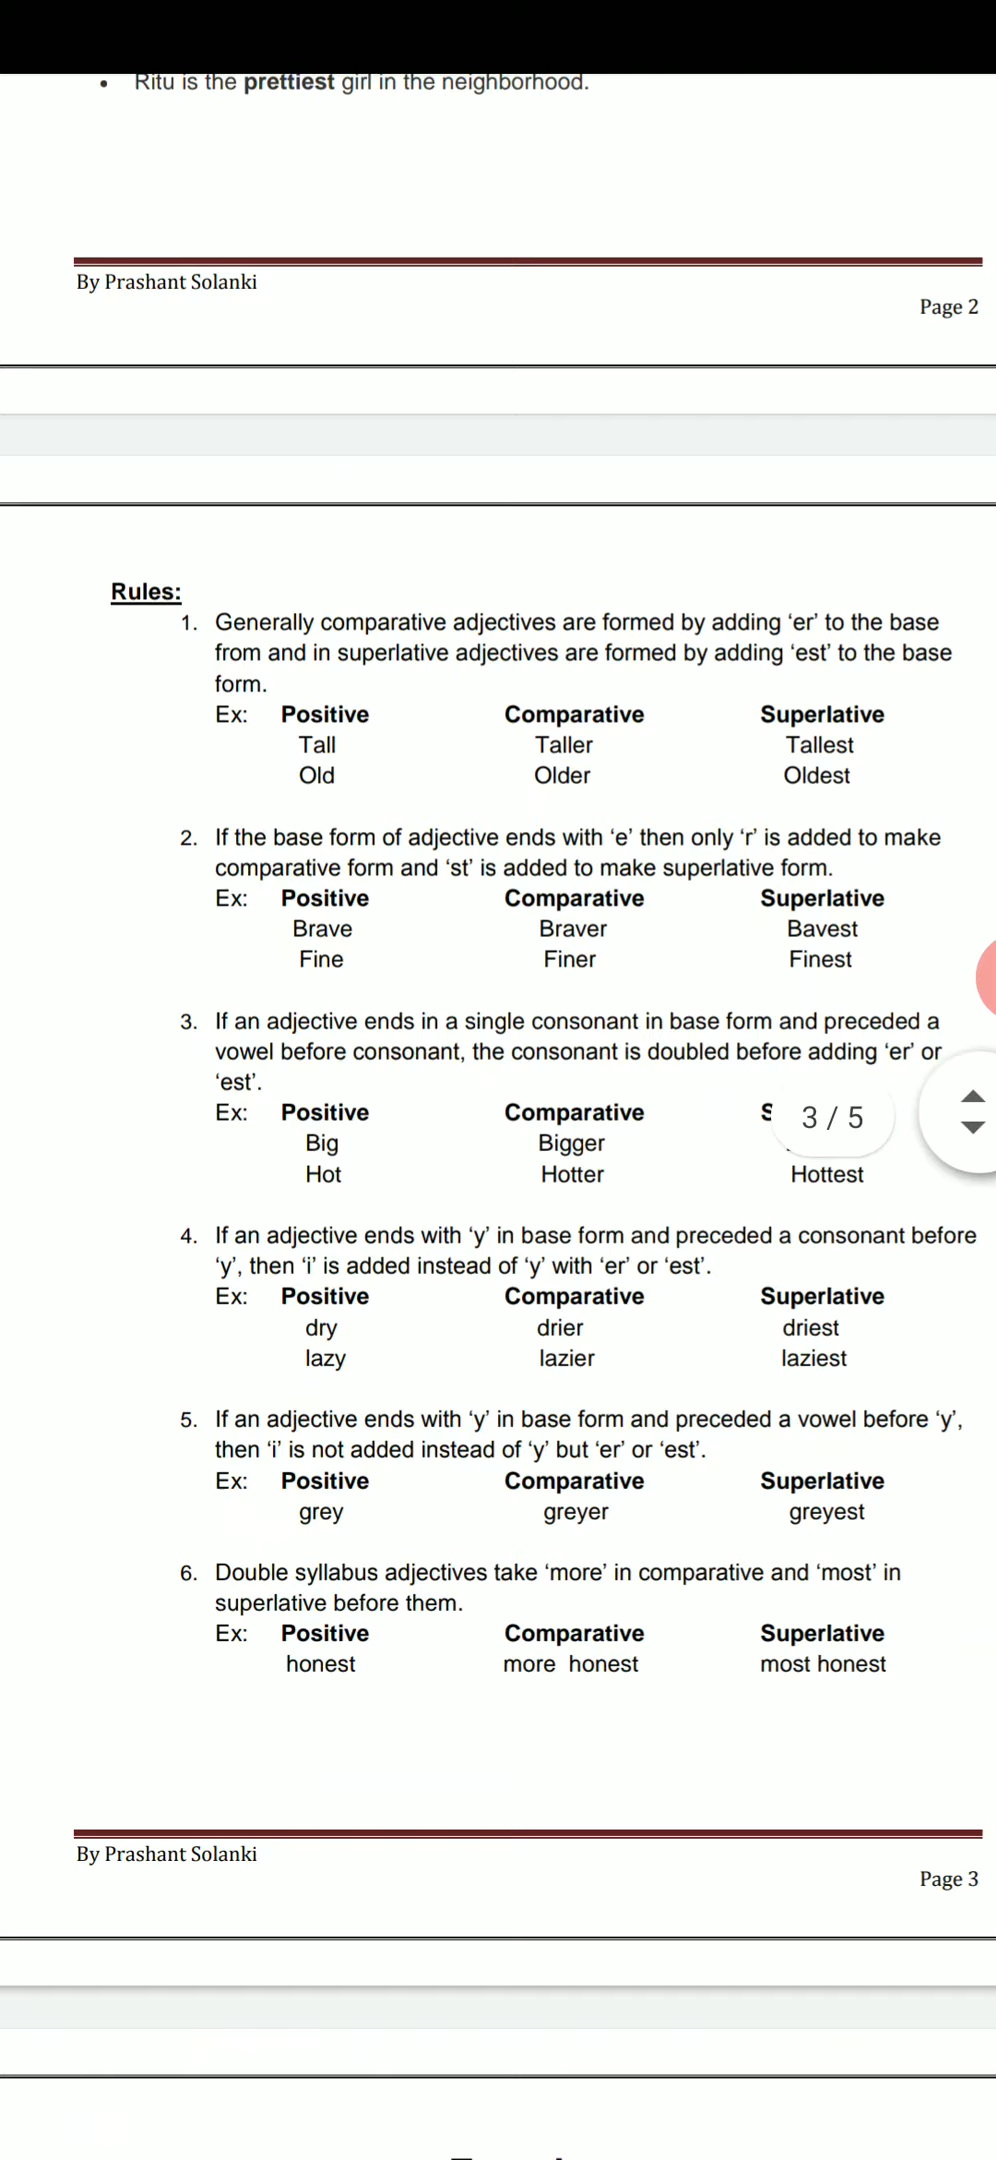 • Ritu is the prettiest girl in the neighborhood.
By Prashant Solanki
Page 2
Rules:
1. Generally comparative adjectives are formed by adding ‘er’ to the base
from and in superlative adjectives are formed by adding ‘est’ to the base
form.
Ex: Positive Comparative Superlative
Tall Taller Tallest
Old Older Oldest
2. If the base form of adjective ends with ‘e’ then only ‘r’ is added to make
comparative form and ‘st’ is added to make superlative form.
Ex: Positive Comparative Superlative
Brave Braver Bavest
Fine Finer Finest
3. If an adjective ends in a single consonant in base form and preceded a
vowel before consonant, the consonant is doubled before adding ‘er’ or
‘est’.
Ex: Positive Comparative S 3 / 5
Big Bigger
Hot Hotter Hottest
4. If an adjective ends with ‘y’ in base form and preceded a consonant before
‘y’, then ‘i’ is added instead of ‘y’ with ‘er’ or ‘est’.
Ex: Positive Comparative Superlative
dry drier driest
lazy lazier laziest
5. If an adjective ends with ‘y’ in base form and preceded a vowel before ‘y’,
then ‘i’ is not added instead of ‘y’ but ‘er’ or ‘est’.
Ex: Positive Comparative Superlative
grey greyer greyest
6. Double syllabus adjectives take ‘more’ in comparative and ‘most’ in
superlative before them.
Ex: Positive Comparative Superlative
honest more honest most honest
By Prashant Solanki
Page 3